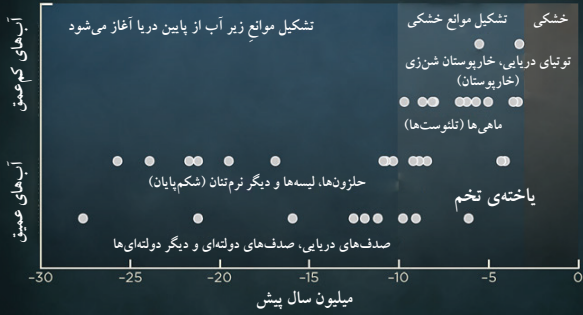 تشکیل موانع زیر آب از پایین دریا آغاز می‌شود
تشکیل موانع خشکی
خشکی
توتیای دریایی، خارپوستان شن‌زی
(خارپوستان)
ماهی‌ها (تلئوست‌ها)
حلزون‌ها، لیسه‌ها و دیگر نرم‌تنان (شکم‌پایان)
یاخته‌ی تخم
صدف‌های دریایی، صدف‌های دولته‌ای و دیگر دولته‌ای‌ها
آب‌های کم‌عمق
آب‌های عمیق
-30 -25 -20 -15 -10 -5 0
میلیون سال پیش